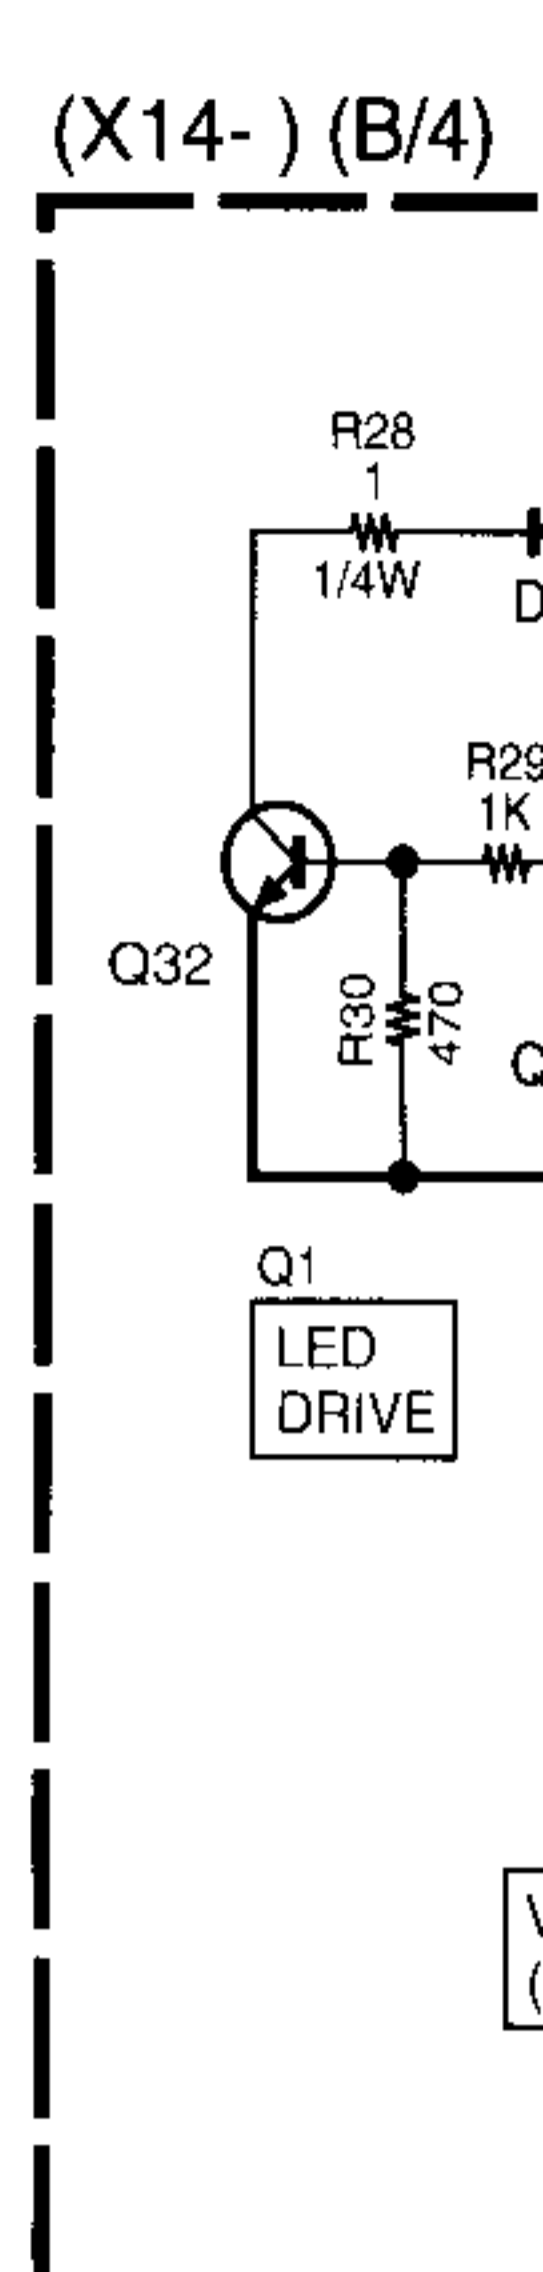 (X14- ) (B/4)
R28
1
1/4W
D
R29
1K
Q32
R30
470
Q
Q1
LED
DRIVE
V
(